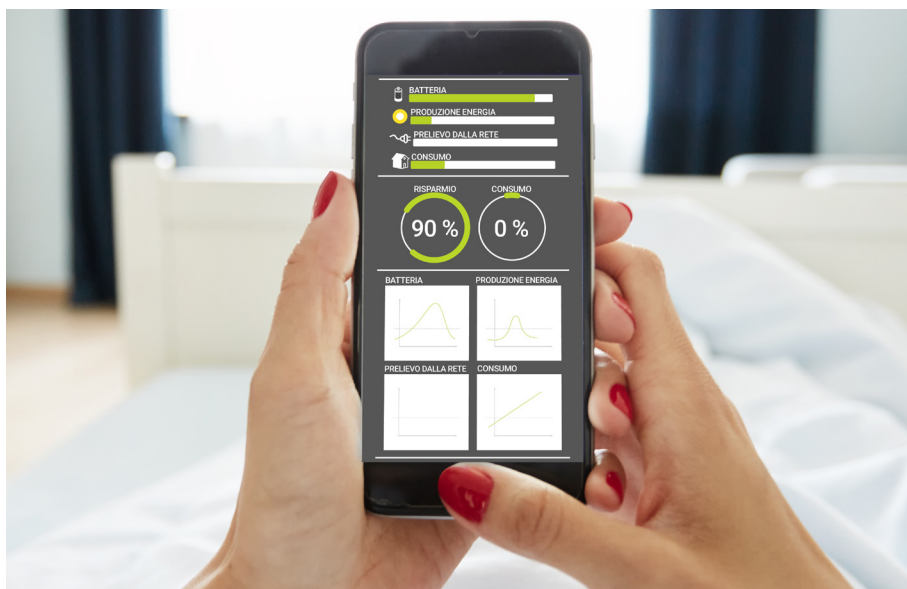 BATTERIA
PRODUZIONE ENERGIA
PRELIEVO DALLA RETE
CONSUMO
RISPARMIO CONSUMO
90 % 0 %
BATTERIA PRODUZIONE ENERGIA
PRELIEVO DALLA RETE CONSUMO